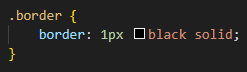 .border {
    border: 1px black solid;
}